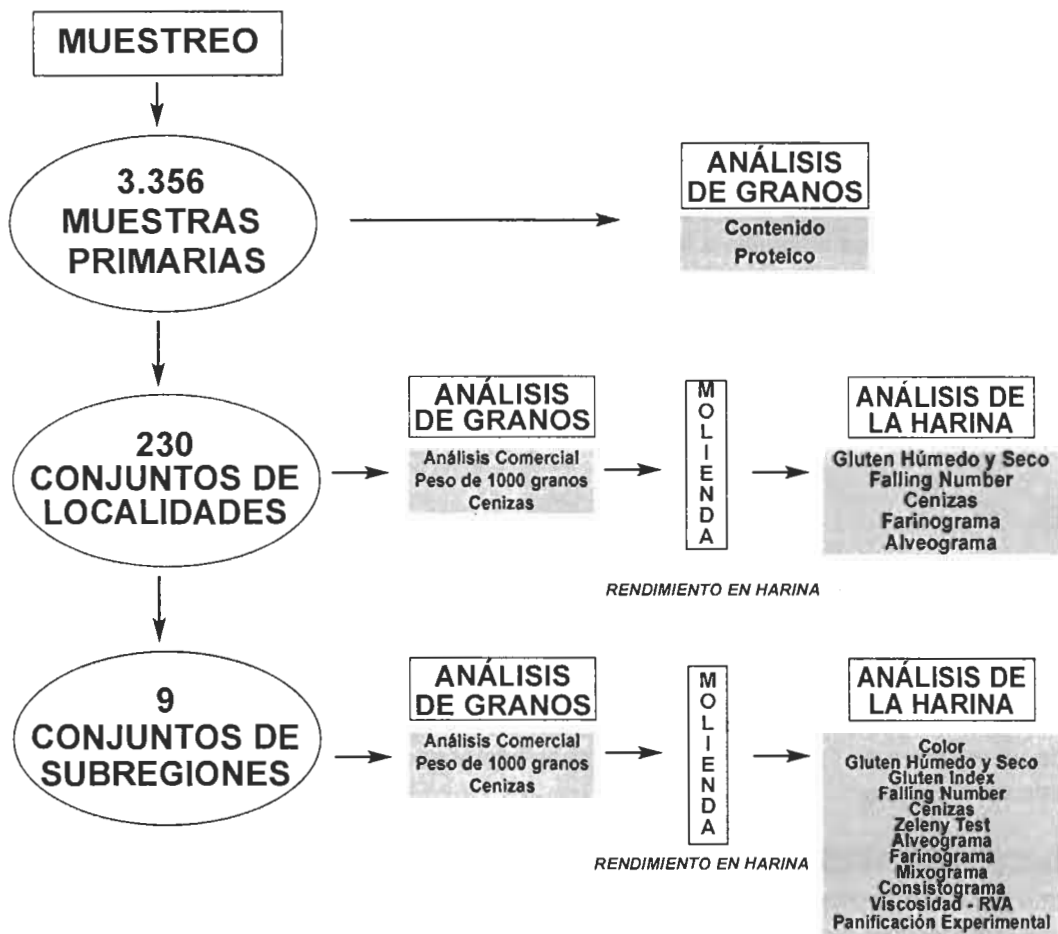 MUESTREO
3.356
MUESTRAS
PRIMARIAS
ANÁLISIS
DE GRANOS
Contenido
Proteico
230
CONJUNTOS DE
LOCALIDADES
ANÁLISIS
DE GRANOS
Análisis Comercial
Peso de 1000 granos
Cenizas
MOLIENDA
RENDIMIENTO EN HARINA
ANÁLISIS DE
LA HARINA
Gluten Húmedo y Seco
Falling Number
Cenizas
Farinograma
Alveograma
9
CONJUNTOS DE
SUBREGIONES
ANÁLISIS
DE GRANOS
Análisis Comercial
Peso de 1000 granos
Cenizas
MOLIENDA
RENDIMIENTO EN HARINA
ANÁLISIS DE
LA HARINA
Color
Gluten Húmedo y Seco
Gluten Index
Falling Number
Cenizas
Zeleny Test
Alveograma
Farinograma
Mixograma
Consistograma
Viscosidad - RVA
Panificación Experimental